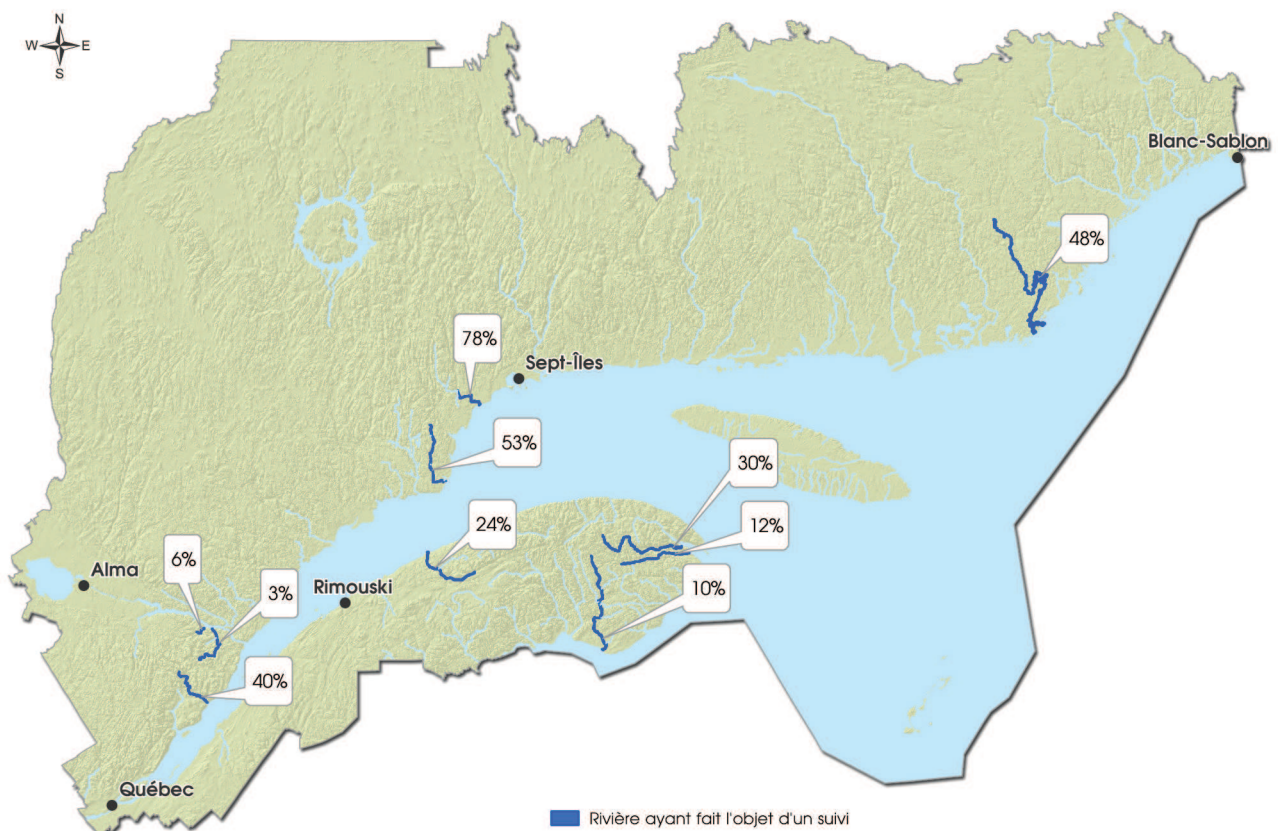 N
W E
S
Blanc-Sablon
48%
78%
Sept-Îles
53%
30%
24%
12%
6%
Alma
3%
Rimouski
10%
40%
Québec
Rivière ayant fait l'objet d'un suivi